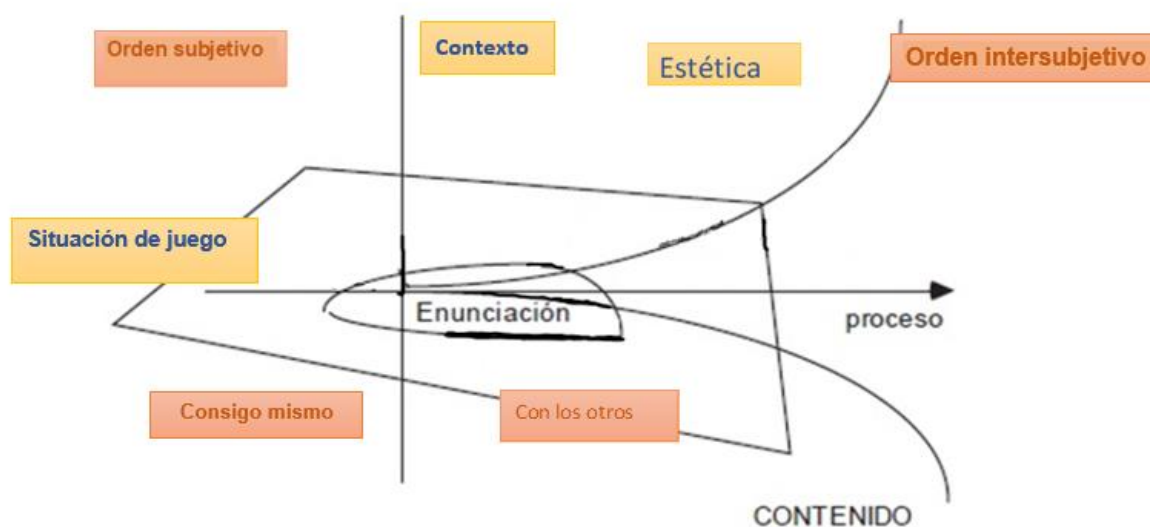 Orden subjetivo
Contexto
Estética
Orden intersubjetivo
Situación de juego
Enunciación
proceso
Consigo mismo
Con los otros
CONTENIDO